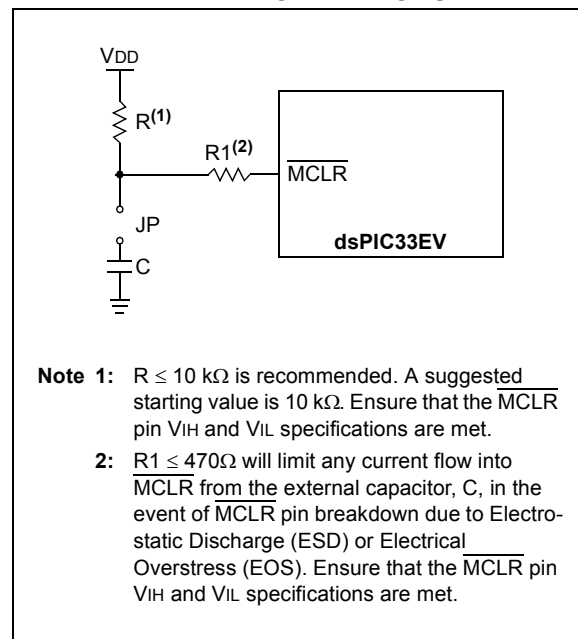 VDD
R(1)
R1(2)
MCLR
JP
dsPIC33EV
C
Note 1: R ≤ 10 kΩ is recommended. A suggested
starting value is 10 kΩ. Ensure that the MCLR
pin VIH and VIL specifications are met.
2: R1 ≤ 470Ω will limit any current flow into
MCLR from the external capacitor, C, in the
event of MCLR pin breakdown due to Electro-
static Discharge (ESD) or Electrical
Overstress (EOS). Ensure that the MCLR pin
VIH and VIL specifications are met.